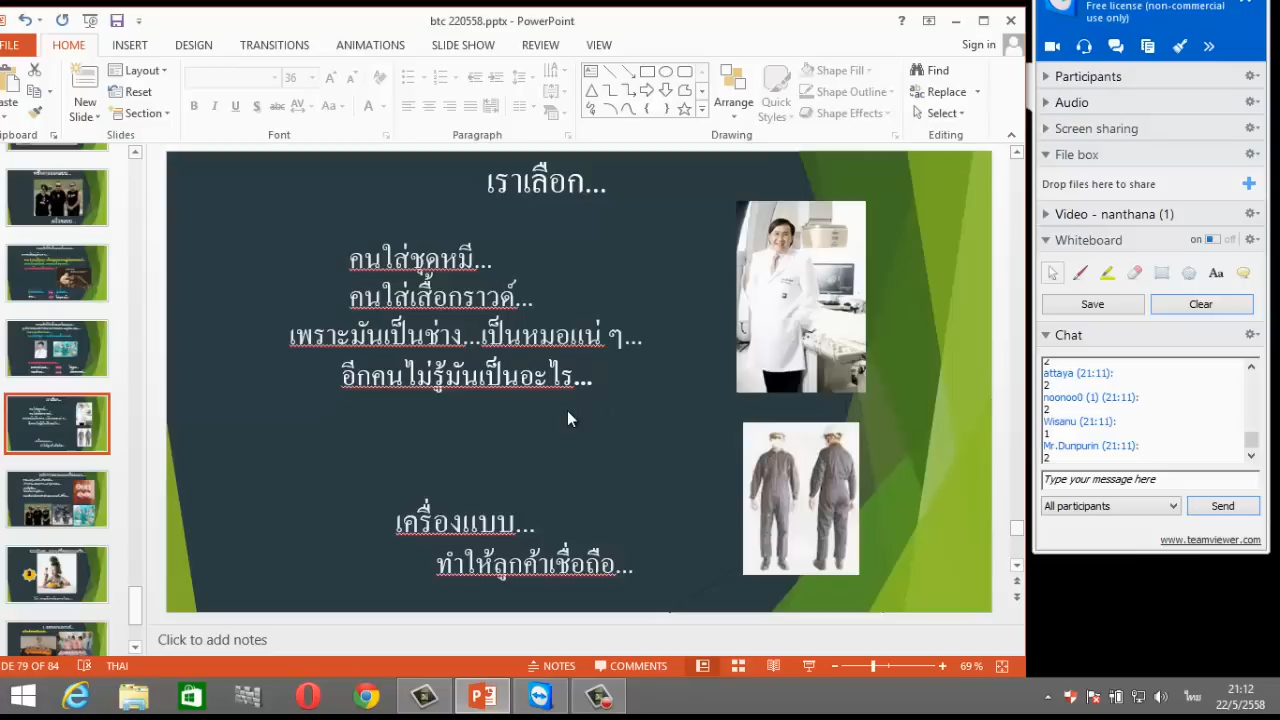 btc 220558.pptx - PowerPoint
FILE
HOME
INSERT
DESIGN
TRANSITIONS
ANIMATIONS
SLIDE SHOW
REVIEW
VIEW
Sign in
New
Slide
Layout
Reset
Section
Slides
36
B I U S abc AV Aa A
Font
Paragraph
Arrange
Quick
Styles
Shape Fill
Shape Outline
Shape Effects
Drawing
Find
Replace
Select
Editing
เราเลือก...
คนใส่ชุดหมี...
คนใส่เสื้อกราวด์...
เพราะมันเป็นช่าง...เป็นหมอแน่ ๆ...
อีกคนไม่รู้มันเป็นอะไร...
เครื่องแบบ...
ทำให้ลูกค้าเชื่อถือ...
Click to add notes
DE 79 OF 84
THAI
NOTES
COMMENTS
69 %
Free license (non-commercial
use only)
Participants
Audio
Screen sharing
File box
Drop files here to share
Video - nanthana (1)
Whiteboard
on off
Aa
Save
Clear
Chat
2
attaya (21:11):
2
noonoo0 (1) (21:11):
2
Wisanu (21:11):
1
Mr.Dunpurin (21:11):
2
Type your message here
All participants
Send
www.teamviewer.com
ไทย
21:12
22/5/2558